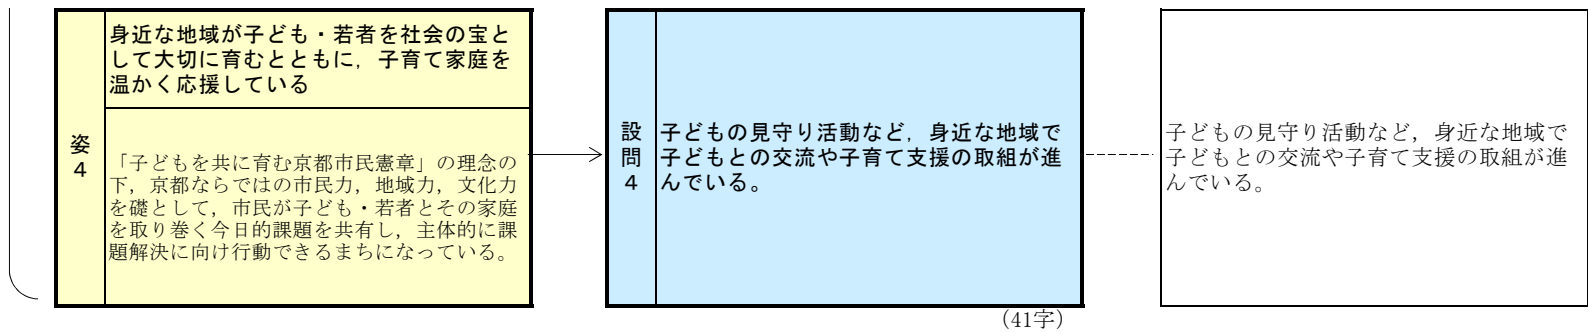 姿
４
身近な地域が子ども・若者を社会の宝と
して大切に育むとともに，子育て家庭を
温かく応援している
「子どもを共に育む京都市民憲章」の理念の
下，京都ならではの市民力，地域力，文化力
を礎として，市民が子ども・若者とその家庭
を取り巻く今日的課題を共有し，主体的に課
題解決に向け行動できるまちになっている。
設
問
４
子どもの見守り活動など，身近な地域で
子どもとの交流や子育て支援の取組が進
んでいる。
（41字）
子どもの見守り活動など，身近な地域で
子どもとの交流や子育て支援の取組が進
んでいる。